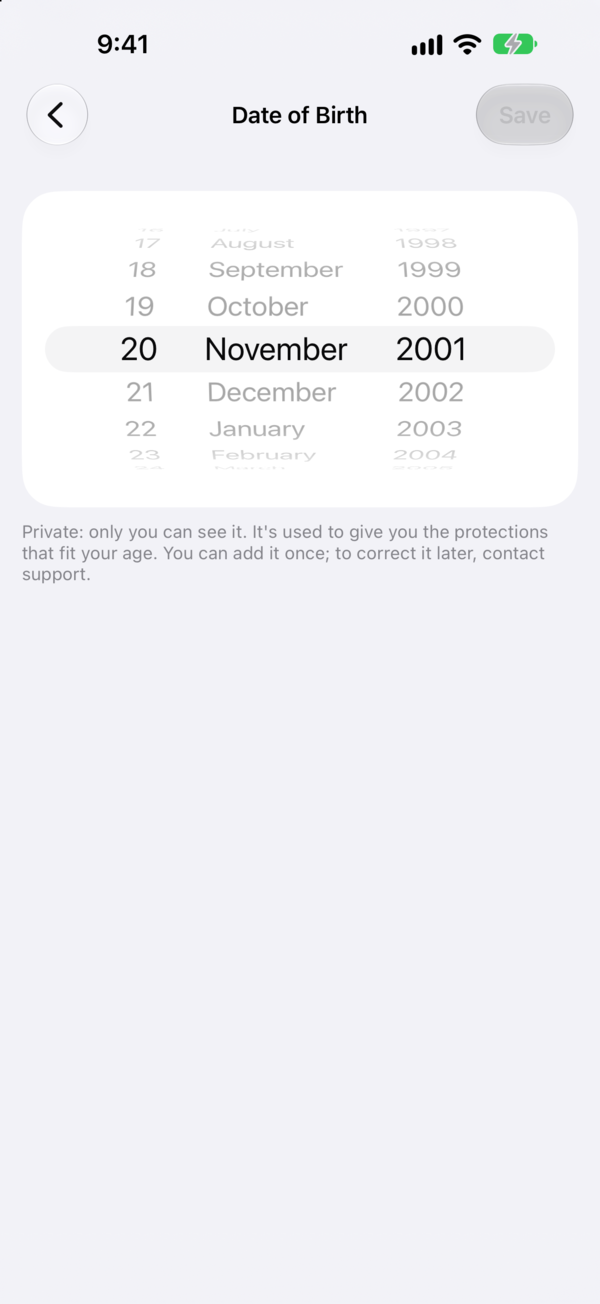 9:41
Date of Birth
Save
17 August 1998
18 September 1999
19 October 2000
20 November 2001
21 December 2002
22 January 2003
23 February 2004
Private: only you can see it. It's used to give you the protections
that fit your age. You can add it once; to correct it later, contact
support.